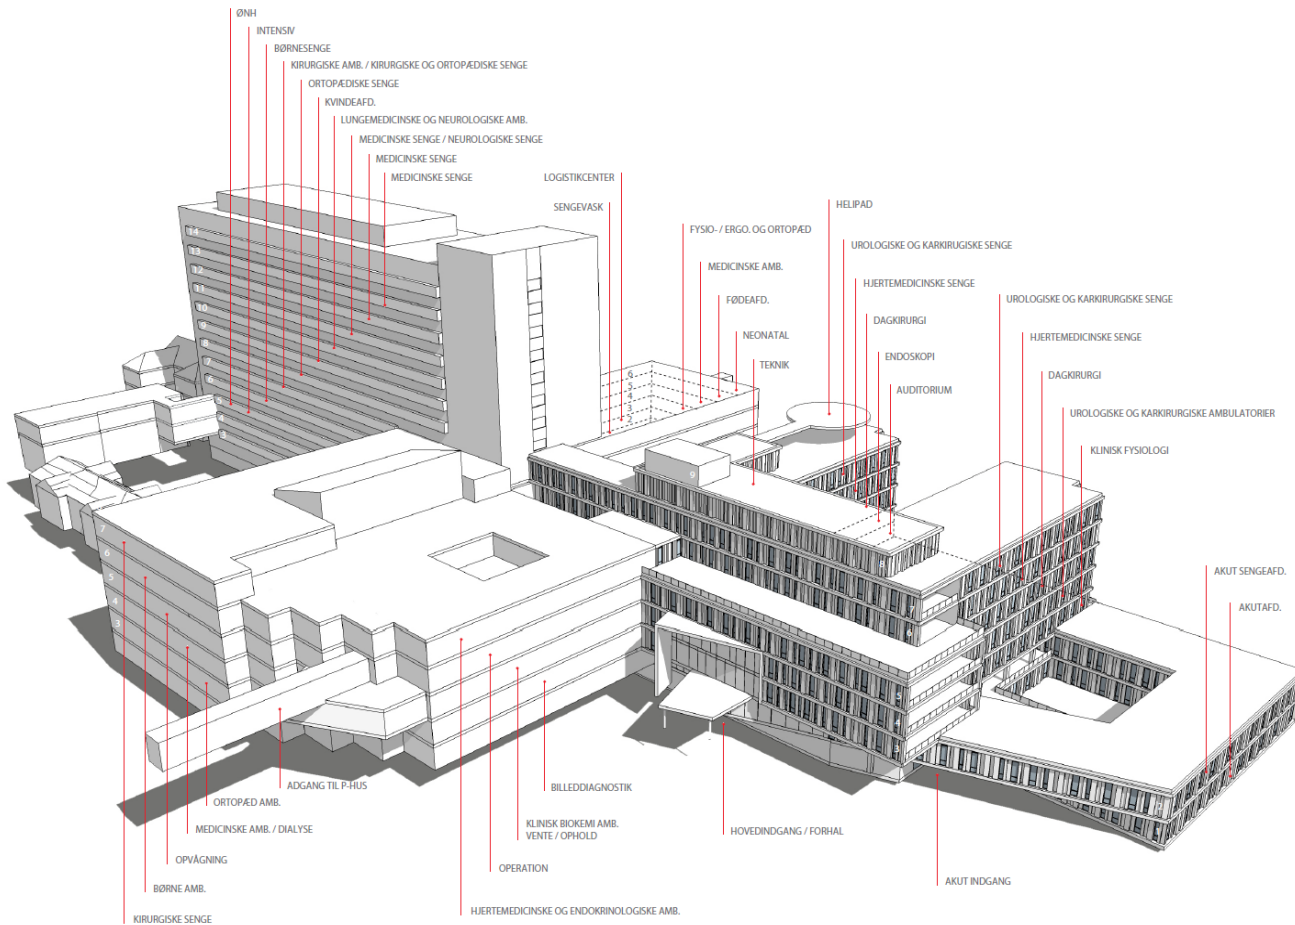 ØNH
INTENSIV
BØRNESENGE
KIRURGISKE AMB. / KIRURGISKE OG ORTOPÆDISKE SENGE
ORTOPÆDISKE SENGE
KVINDEAFD.
LUNGEMEDICINSKE OG NEUROLOGISKE AMB.
MEDICINSKE SENGE / NEUROLOGISKE SENGE
MEDICINSKE SENGE
MEDICINSKE SENGE
LOGISTIKCENTER
SENGEVASK
FYSIO- / ERGO. OG ORTOPÆD
MEDICINSKE AMB.
FØDEAFD.
NEONATAL
TEKNIK
HELIPAD
UROLOGISKE OG KARKIRUGISKE SENGE
HJERTEMEDICINSKE SENGE
DAGKIRURGI
ENDOSKOPI
AUDITORIUM
UROLOGISKE OG KARKIRURGISKE SENGE
HJERTEMEDICINSKE SENGE
DAGKIRURGI
UROLOGISKE OG KARKIRURGISKE AMBULATORIER
KLINISK FYSIOLOGI
AKUT SENGEAFD.
AKUTAFD.
14
13
12
11
10
9
8
7
6
5
4
3
6
5
4
3
2
9
7
6
5
4
3
5
4
ADGANG TIL P-HUS
ORTOPÆD AMB.
MEDICINSKE AMB. / DIALYSE
OPVÅGNING
BØRNE AMB.
KIRURGISKE SENGE
BILLEDDIAGNOSTIK
KLINISK BIOKEMI AMB.
VENTE / OPHOLD
OPERATION
HJERTEMEDICINSKE OG ENDOKRINOLOGISKE AMB.
HOVEDINDGANG / FORHAL
AKUT INDGANG